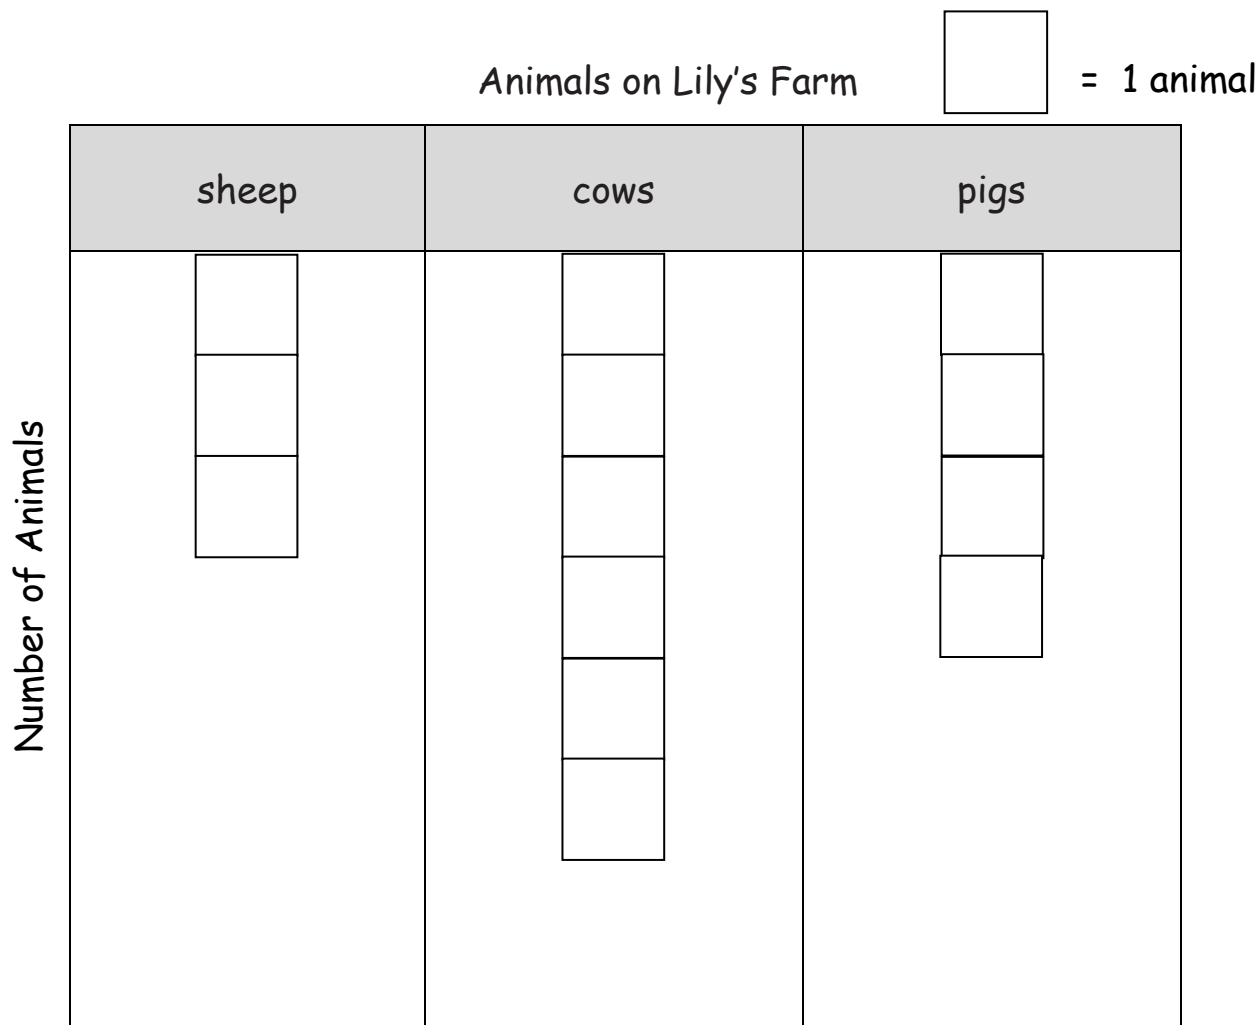 Animals on Lily's Farm
= 1 animal
sheep
cows
pigs
Number of Animals